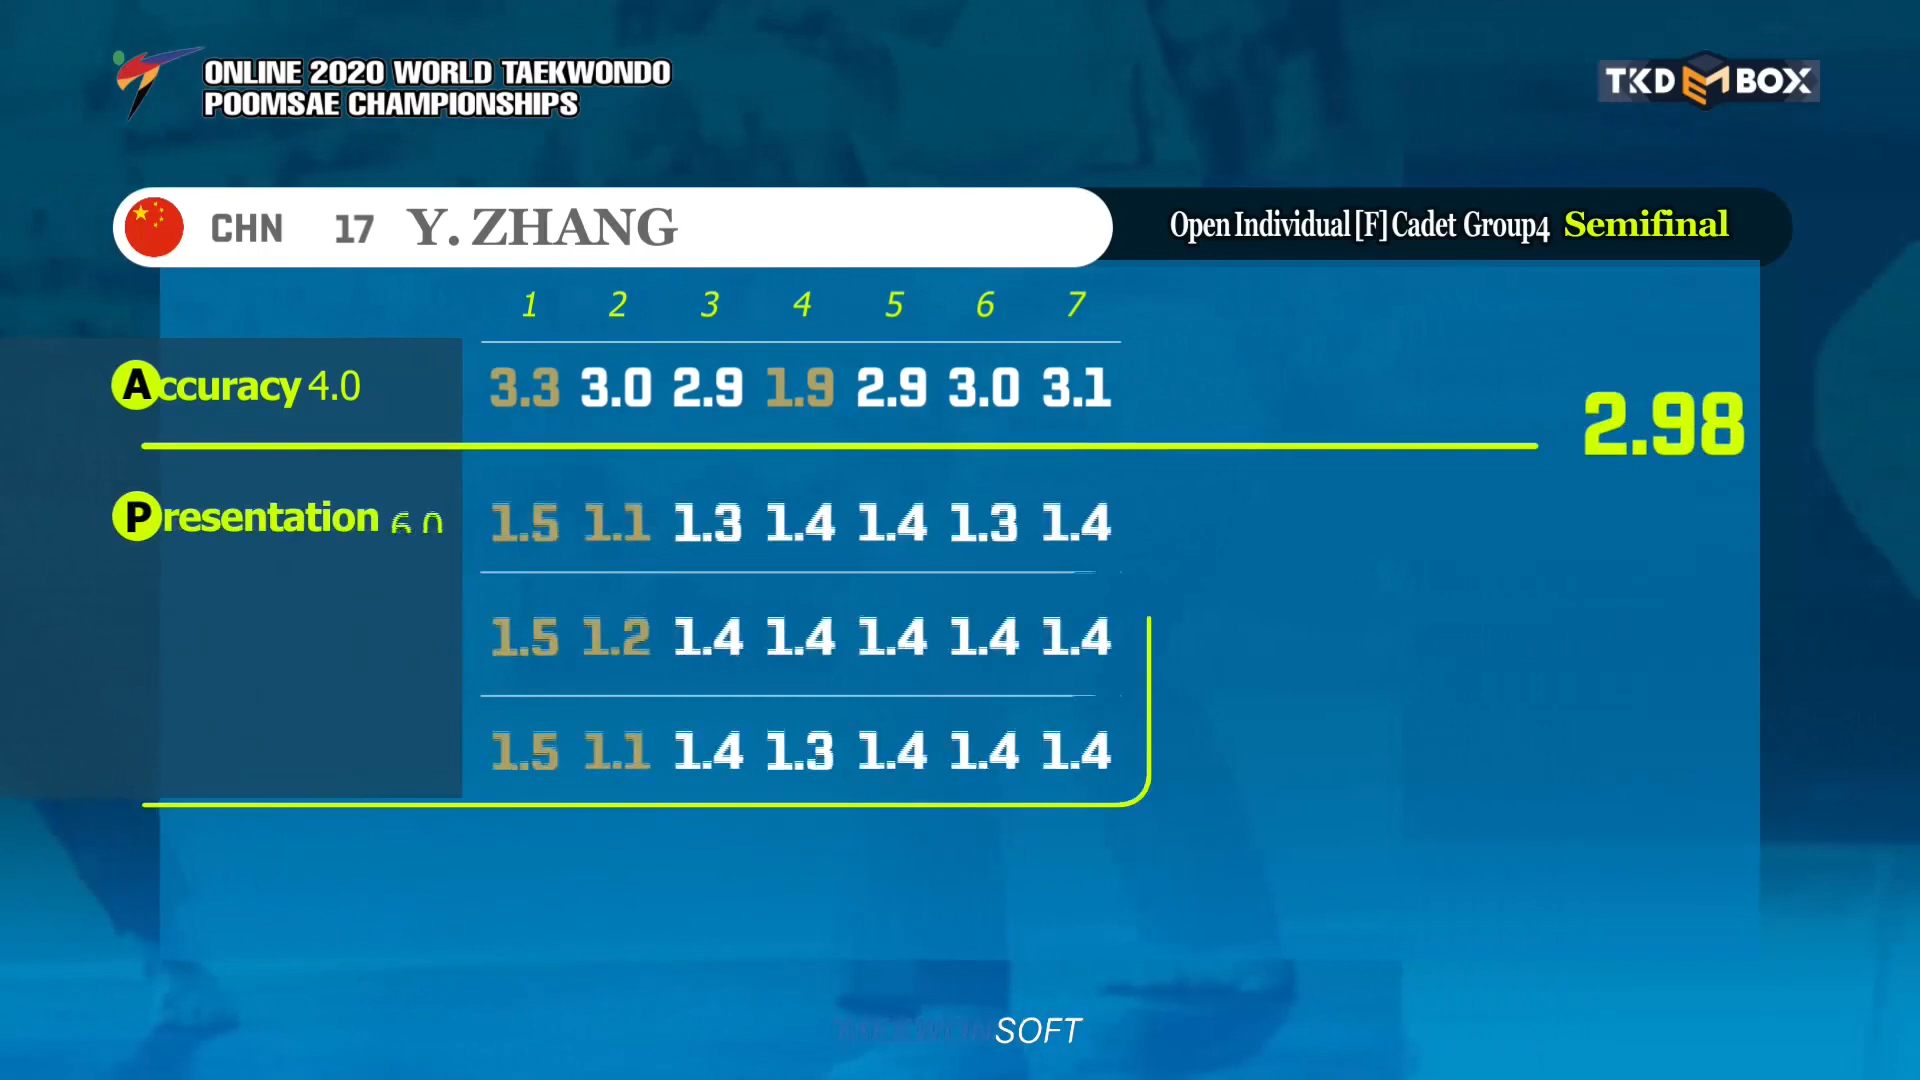 ONLINE 2020 WORLD TAEKWONDO
POOMSAE CHAMPIONSHIPS
TKD BOX
CHN 17 Y. ZHANG
Open Individual [F] Cadet Group4 Semifinal
1 2 3 4 5 6 7
Accuracy 4.0 3.3 3.0 2.9 1.9 2.9 3.0 3.1
2.98
Presentation 6.0 1.5 1.1 1.3 1.4 1.4 1.3 1.4
1.5 1.2 1.4 1.4 1.4 1.4 1.4
1.5 1.1 1.4 1.3 1.4 1.4 1.4
TAEKWONSOFT